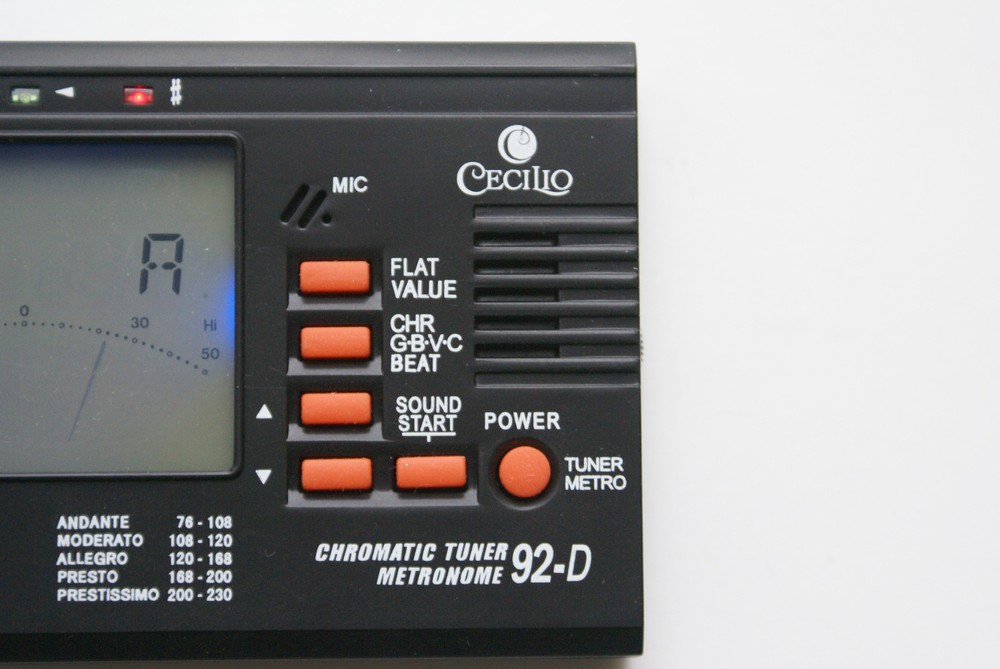 ♯
CECILIO
MIC
A
0
30
Hi
50
FLAT
VALUE
CHR
G·B·V·C
BEAT
SOUND
START
POWER
TUNER
METRO
ANDANTE 76 - 108
MODERATO 108 - 120
ALLEGRO 120 - 168
PRESTO 168 - 200
PRESTISSIMO 200 - 230
CHROMATIC TUNER
METRONOME 92-D